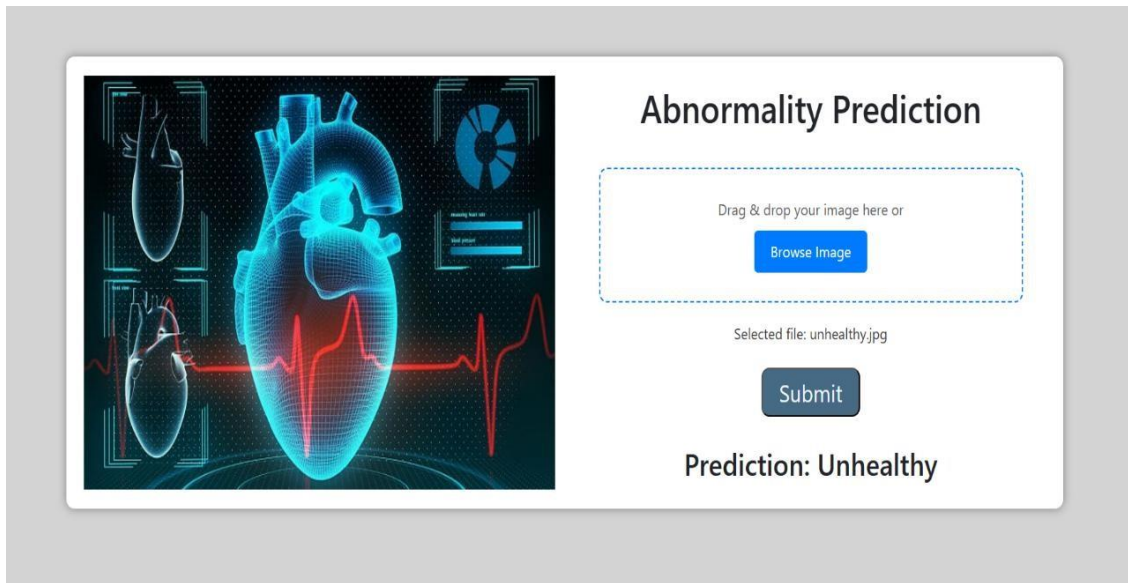 Abnormality Prediction
Drag & drop your image here or
Browse Image
Selected file: unhealthy.jpg
Submit
Prediction: Unhealthy